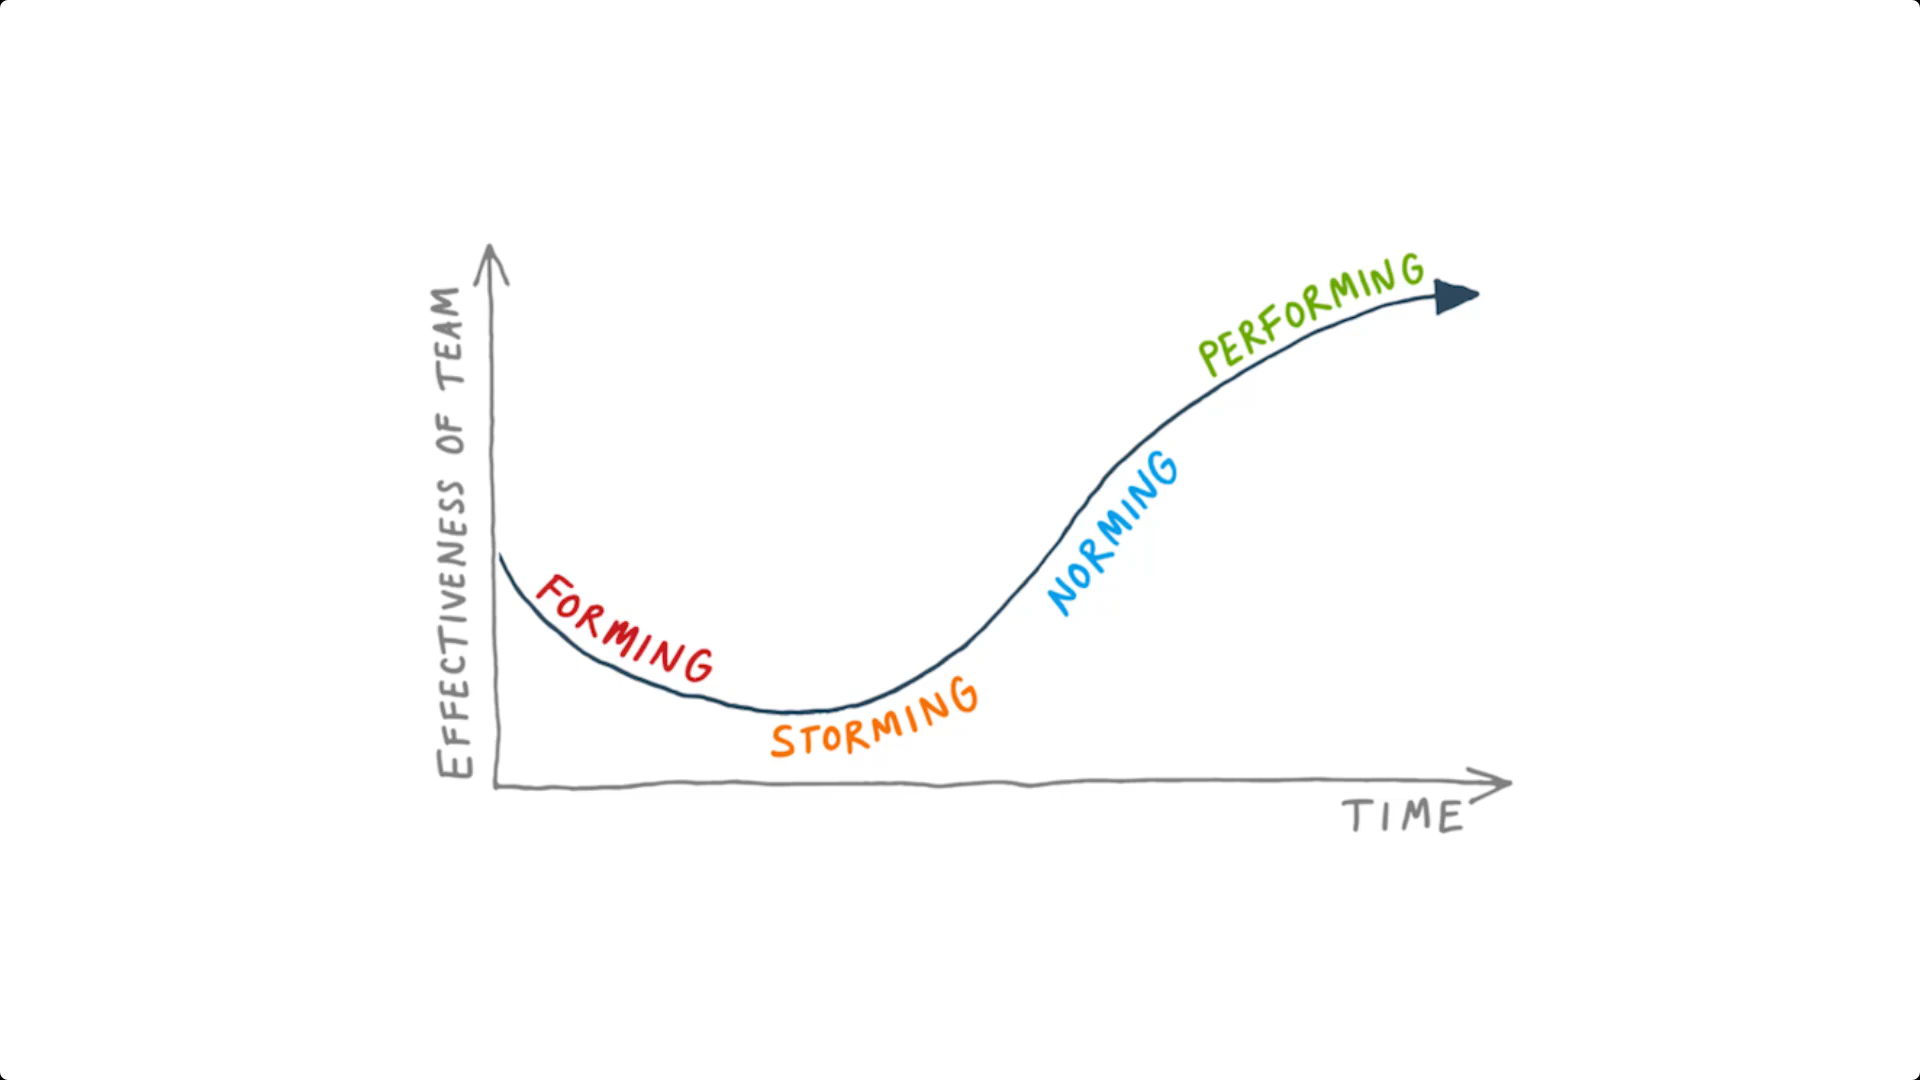 EFFECTIVENESS OF TEAM
FORMING
STORMING
NORMING
PERFORMING
TIME